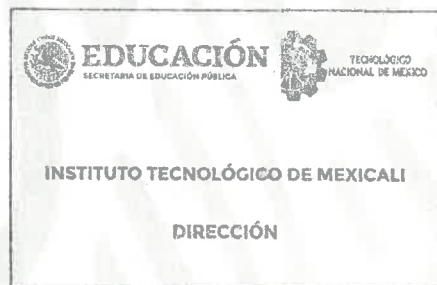 EDUCACIÓN
SECRETARÍA DE EDUCACIÓN PÚBLICA
TECNOLÓGICO
NACIONAL DE MÉXICO
INSTITUTO TECNOLÓGICO DE MEXICALI
DIRECCIÓN